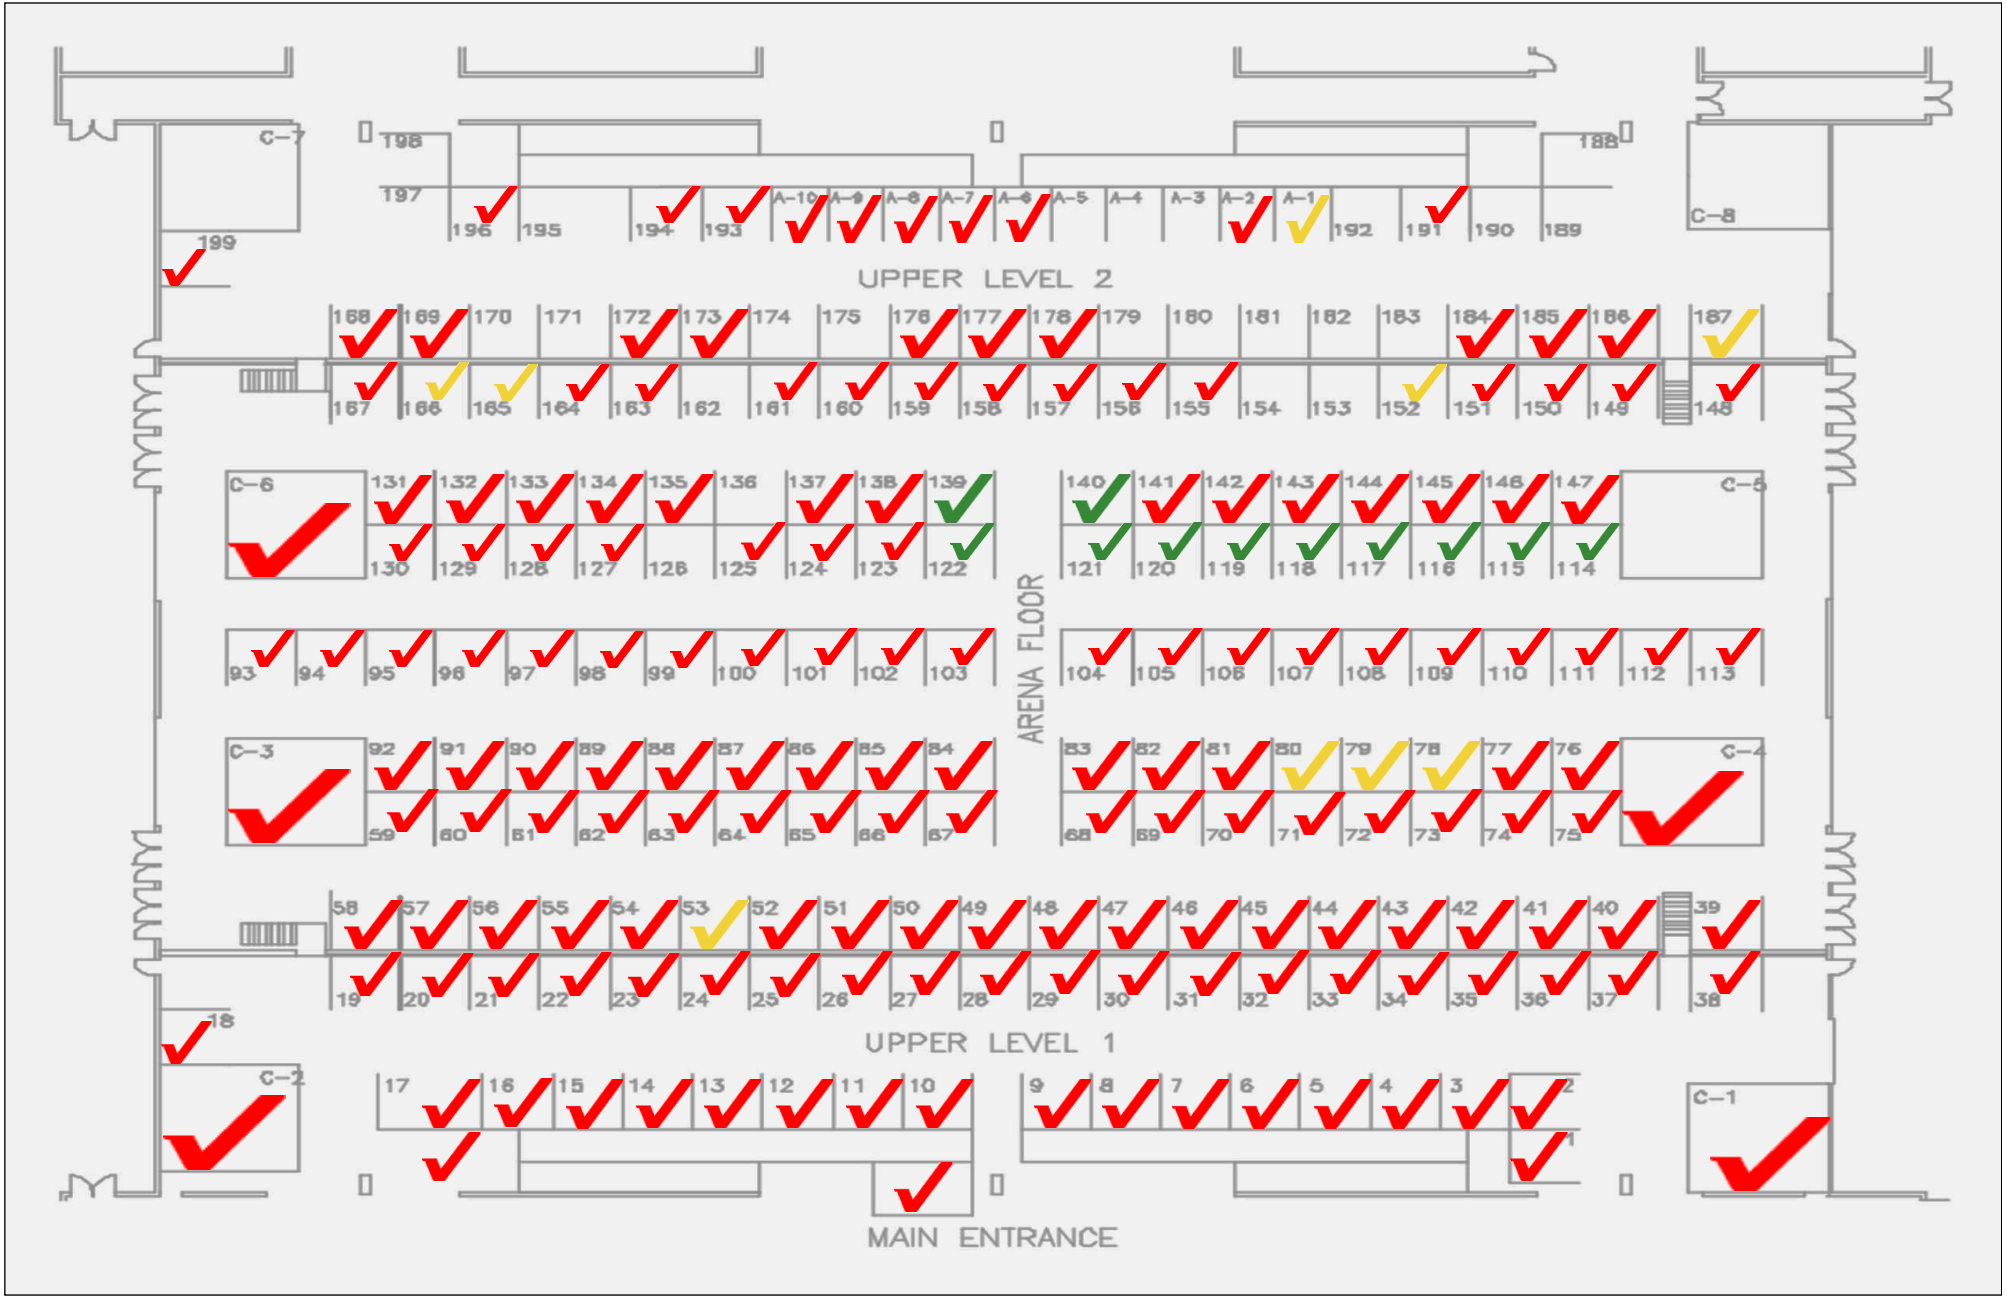 C-7 198 188
197 A-10 A-9 A-8 A-7 A-6 A-5 A-4 A-3 A-2 A-1 C-8
196 195 194 193 192 191 190 189
199
UPPER LEVEL 2
168 169 170 171 172 173 174 175 176 177 178 179 180 181 182 183 184 185 186 187
167 166 165 164 163 162 161 160 159 158 157 156 155 154 153 152 151 150 149 148
C-6 131 132 133 134 135 136 137 138 139 140 141 142 143 144 145 146 147 C-5
130 129 128 127 126 125 124 123 122 121 120 119 118 117 116 115 114
ARENA FLOOR
93 94 95 96 97 98 99 100 101 102 103 104 105 106 107 108 109 110 111 112 113
C-3 92 91 90 89 88 87 86 85 84 83 82 81 80 79 78 77 76 C-4
59 60 61 62 63 64 65 66 67 68 69 70 71 72 73 74 75
58 57 56 55 54 53 52 51 50 49 48 47 46 45 44 43 42 41 40 39
19 20 21 22 23 24 25 26 27 28 29 30 31 32 33 34 35 36 37 38
18
UPPER LEVEL 1
C-2 17 16 15 14 13 12 11 10 9 8 7 6 5 4 3 2 C-1
1
MAIN ENTRANCE